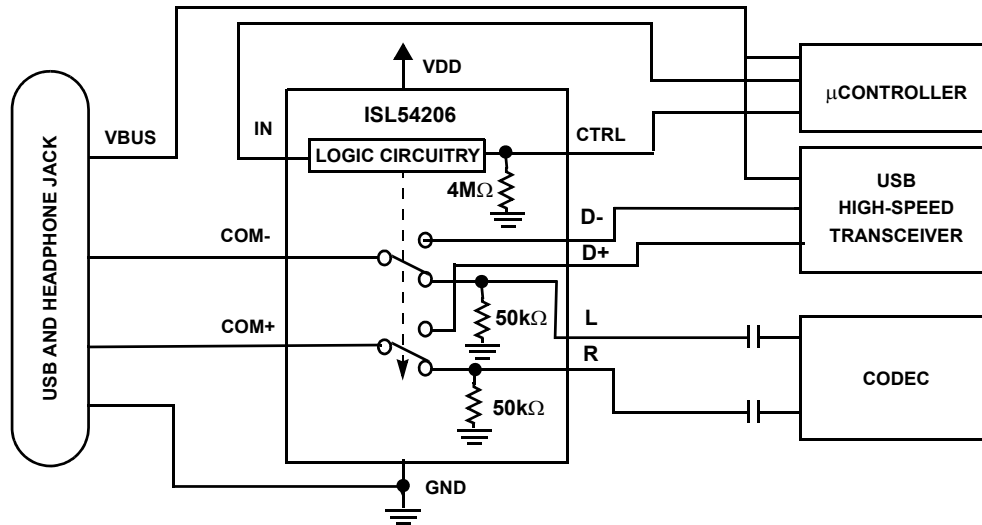 VDD
ISL54206
IN
CTRL
LOGIC CIRCUITRY
4MΩ
VBUS
USB AND HEADPHONE JACK
COM-
COM+
D-
D+
50kΩ
L
R
50kΩ
GND
μCONTROLLER
USB
HIGH-SPEED
TRANSCEIVER
CODEC